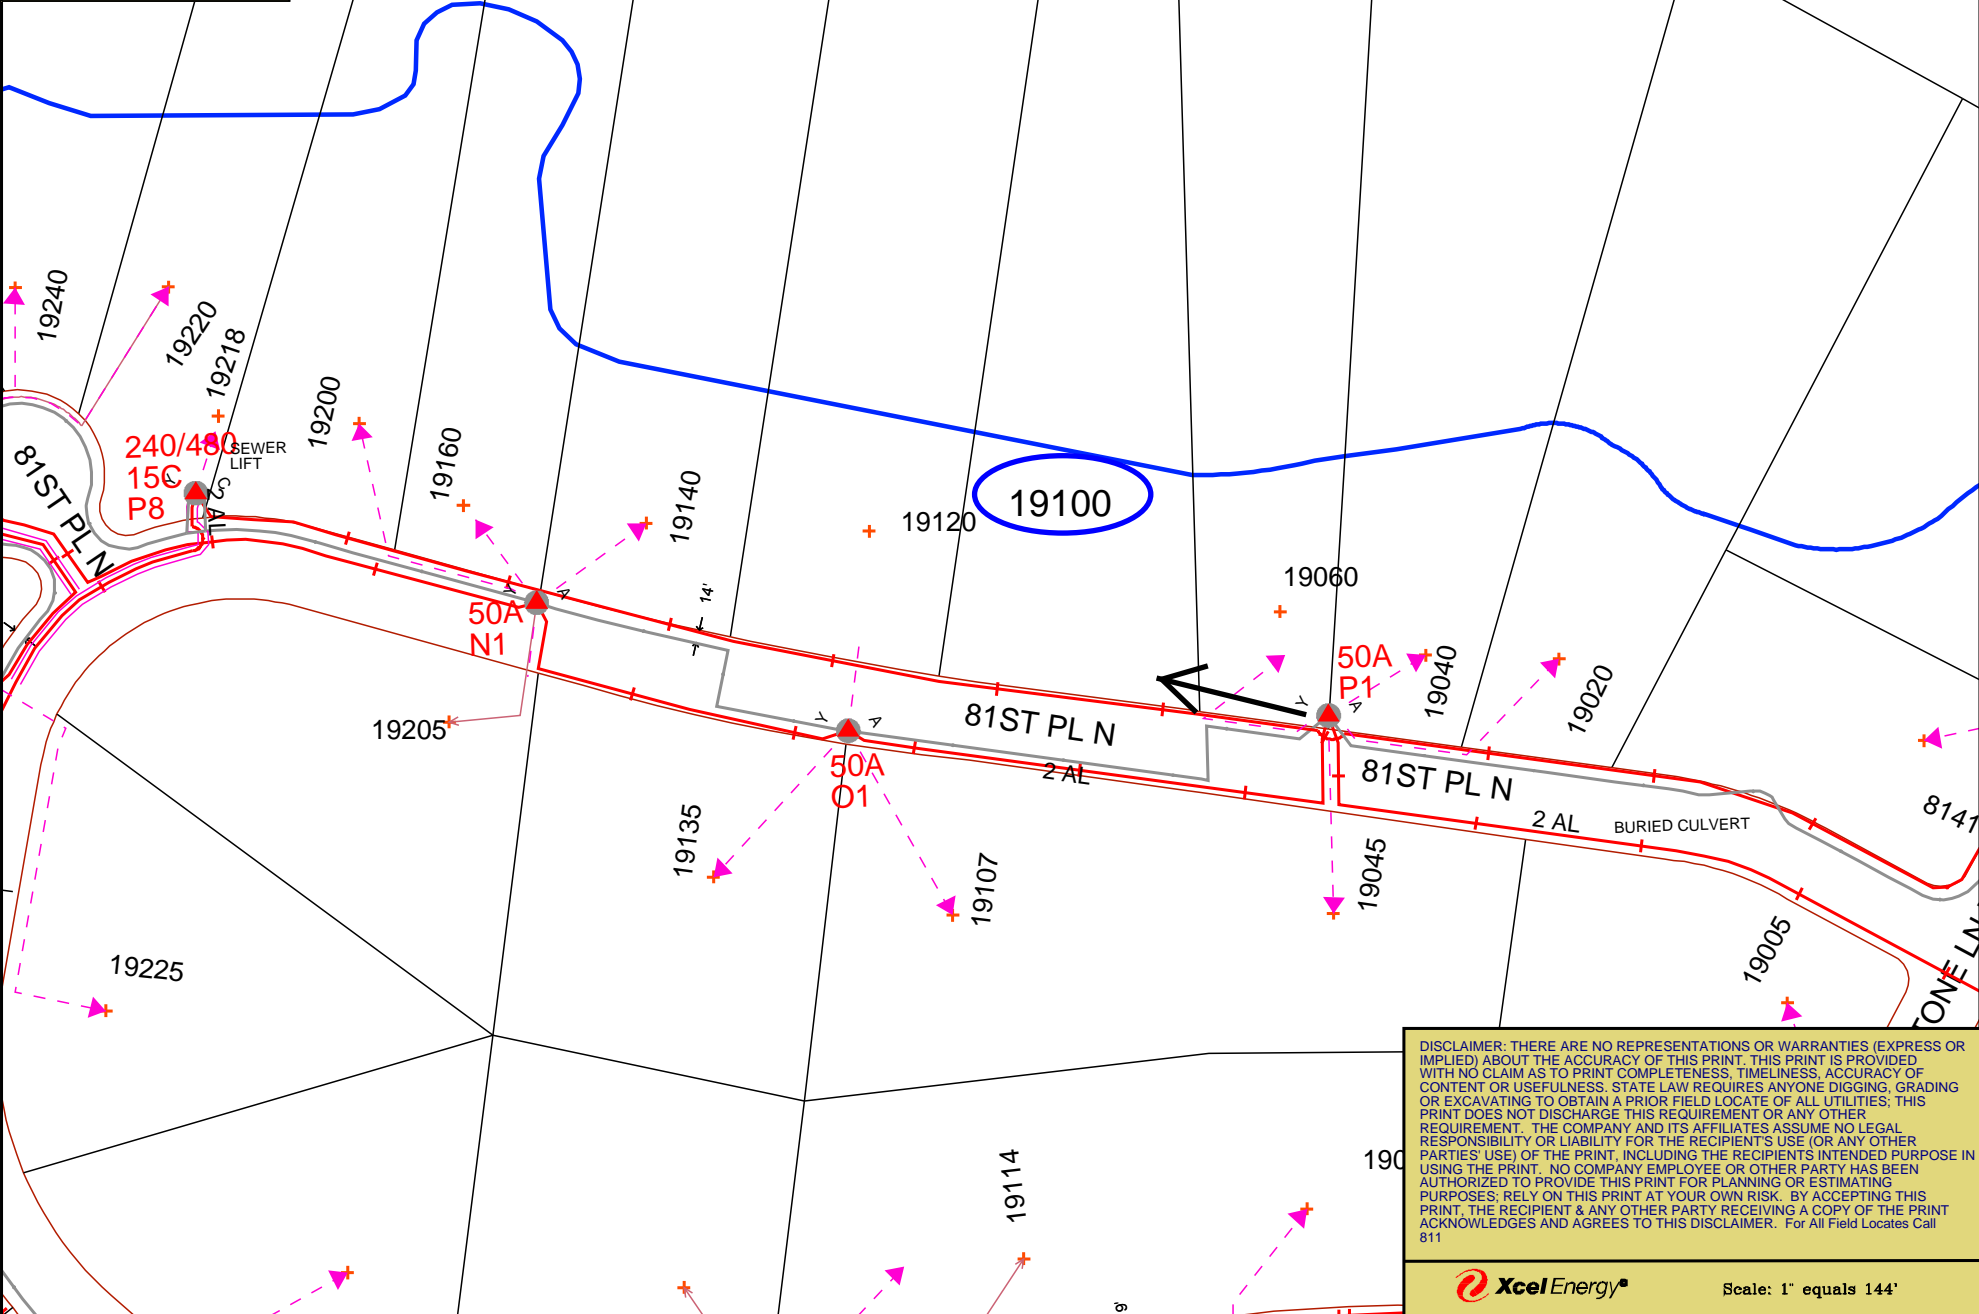 19240
19220
19218
19200
19160
19140
19120
19100
19060
19040
19020
240/480
15C
P8
SEWER
LIFT
Y
C
2 AL
81ST PL N
Y
A
50A
N1
14'
1'
19205
Y
A
50A
O1
81ST PL N
2 AL
50A
P1
Y
A
81ST PL N
2 AL
BURIED CULVERT
8141
19135
19107
19045
19005
19225
TONE LN
19114
190
9'
DISCLAIMER: THERE ARE NO REPRESENTATIONS OR WARRANTIES (EXPRESS OR
IMPLIED) ABOUT THE ACCURACY OF THIS PRINT. THIS PRINT IS PROVIDED
WITH NO CLAIM AS TO PRINT COMPLETENESS, TIMELINESS, ACCURACY OF
CONTENT OR USEFULNESS. STATE LAW REQUIRES ANYONE DIGGING, GRADING
OR EXCAVATING TO OBTAIN A PRIOR FIELD LOCATE OF ALL UTILITIES; THIS
PRINT DOES NOT DISCHARGE THIS REQUIREMENT OR ANY OTHER
REQUIREMENT. THE COMPANY AND ITS AFFILIATES ASSUME NO LEGAL
RESPONSIBILITY OR LIABILITY FOR THE RECIPIENT'S USE (OR ANY OTHER
PARTIES' USE) OF THE PRINT, INCLUDING THE RECIPIENTS INTENDED PURPOSE IN
USING THE PRINT. NO COMPANY EMPLOYEE OR OTHER PARTY HAS BEEN
AUTHORIZED TO PROVIDE THIS PRINT FOR PLANNING OR ESTIMATING
PURPOSES; RELY ON THIS PRINT AT YOUR OWN RISK. BY ACCEPTING THIS
PRINT, THE RECIPIENT & ANY OTHER PARTY RECEIVING A COPY OF THE PRINT
ACKNOWLEDGES AND AGREES TO THIS DISCLAIMER. For All Field Locates Call
811
Xcel Energy®
Scale: 1" equals 144'